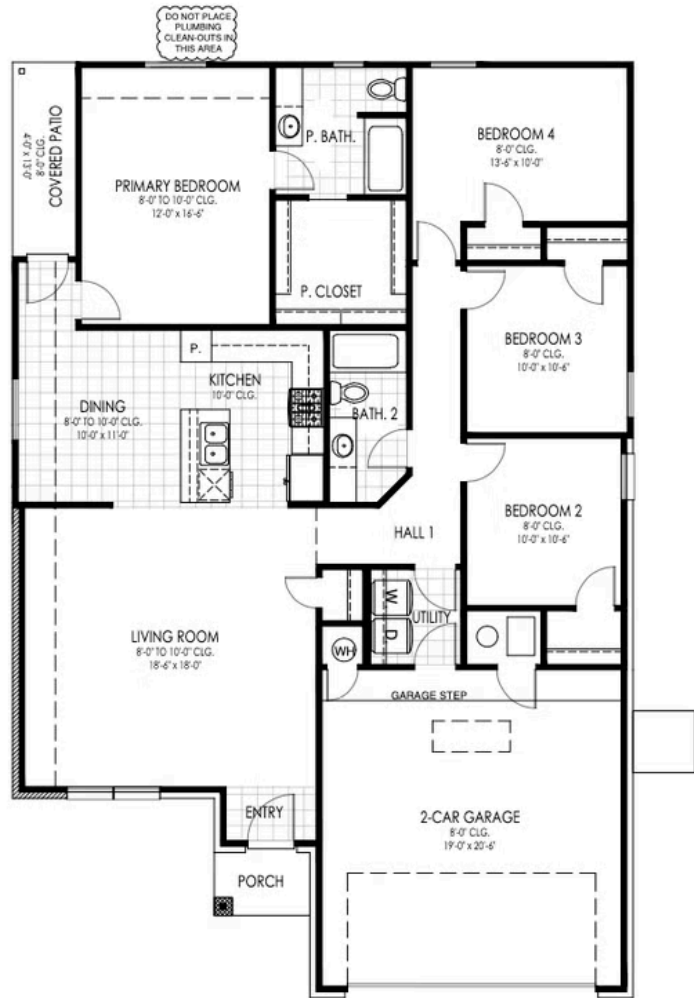 DO NOT PLACE
PLUMBING
CLEAN-OUTS IN
THIS AREA
COVERED PATIO
8'-0" CLG.
4'-0" x 13'-0"
PRIMARY BEDROOM
8'-0" TO 10'-0" CLG.
12'-0" x 16'-6"
P. BATH.
BEDROOM 4
8'-0" CLG.
13'-6" x 10'-0"
P. CLOSET
BEDROOM 3
8'-0" CLG.
10'-0" x 10'-6"
P.
KITCHEN
10'-0" CLG.
DINING
8'-0" TO 10'-0" CLG.
10'-0" x 11'-0"
BATH. 2
BEDROOM 2
8'-0" CLG.
10'-0" x 10'-6"
HALL 1
W
D
UTILITY
LIVING ROOM
8'-0" TO 10'-0" CLG.
18'-6" x 18'-0"
WH
GARAGE STEP
ENTRY
2-CAR GARAGE
8'-0" CLG.
19'-0" x 20'-6"
PORCH